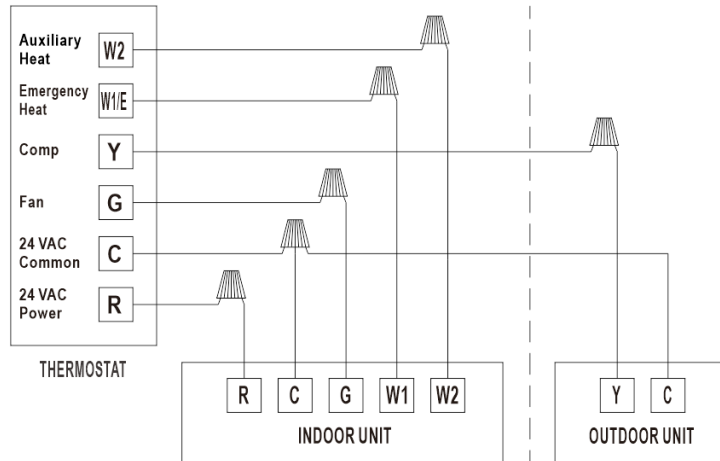 Auxiliary
Heat
W2
Emergency
Heat
W1/E
Comp
Y
Fan
G
24 VAC
Common
C
24 VAC
Power
R
THERMOSTAT
R C G W1 W2
INDOOR UNIT
Y C
OUTDOOR UNIT